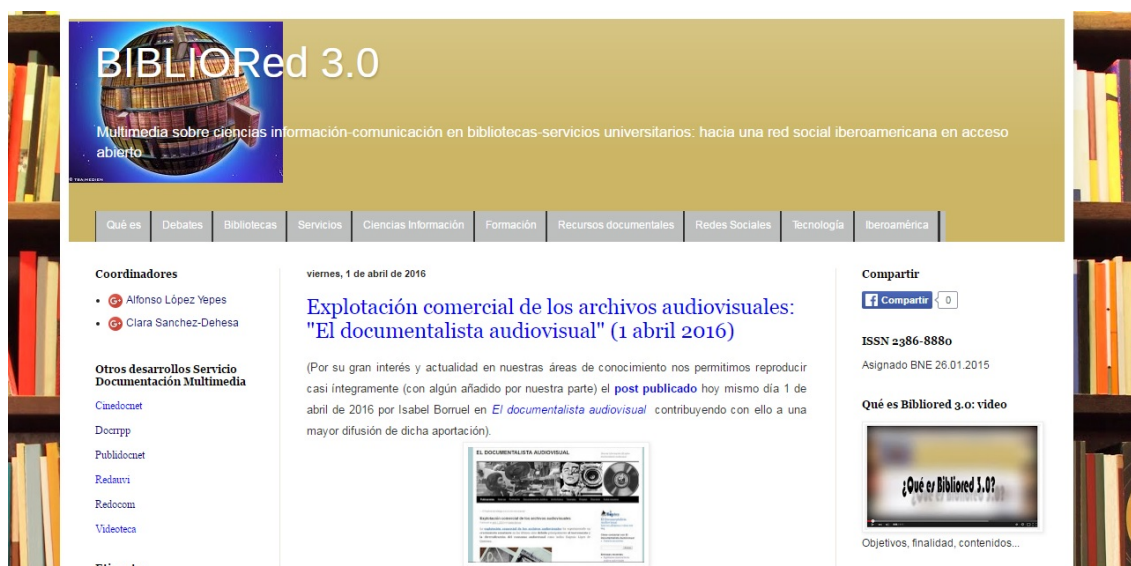 BIBLIORed 3.0
Multimedia sobre ciencias información-comunicación en bibliotecas-servicios universitarios: hacia una red social iberoamericana en acceso
abierto
Qué es Debates Bibliotecas Servicios Ciencias Información Formación Recursos documentales Redes Sociales Tecnología Iberoamérica
Coordinadores
Alfonso López Yepes
Clara Sanchez-Dehesa
Otros desarrollos Servicio
Documentación Multimedia
Cinedocnet
Docrrpp
Publidocnet
Redauvi
Redocom
Videoteca
viernes, 1 de abril de 2016
Explotación comercial de los archivos audiovisuales:
"El documentalista audiovisual" (1 abril 2016)
(Por su gran interés y actualidad en nuestras áreas de conocimiento nos permitimos reproducir
casi íntegramente (con algún añadido por nuestra parte) el post publicado hoy mismo día 1 de
abril de 2016 por Isabel Borruel en El documentalista audiovisual contribuyendo con ello a una
mayor difusión de dicha aportación).
EL DOCUMENTALISTA AUDIOVISUAL
Compartir
Compartir 0
ISSN 2386-8880
Asignado BNE 26.01.2015
Qué es Bibliored 3.0: video
¿Qué es Bibliored 3.0?
Objetivos, finalidad, contenidos...